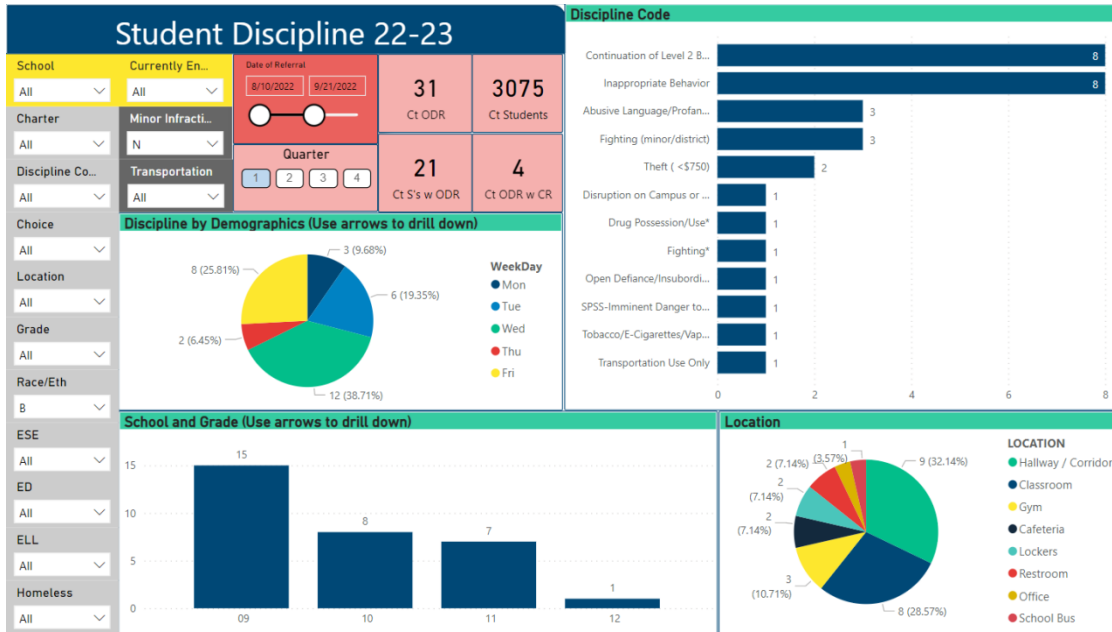 Student Discipline 22-23
School
All
Currently En...
All
Charter
All
Minor Infracti...
N
Discipline Co...
All
Transportation
All
Choice
All
Location
All
Grade
All
Race/Eth
B
ESE
All
ED
All
ELL
All
Homeless
All
Date of Referral
8/10/2022 9/21/2022
Quarter
1 2 3 4
31
Ct ODR
3075
Ct Students
21
Ct S's w ODR
4
Ct ODR w CR
Discipline by Demographics (Use arrows to drill down)
3 (9.68%)
6 (19.35%)
12 (38.71%)
2 (6.45%)
8 (25.81%)
WeekDay
Mon
Tue
Wed
Thu
Fri
Discipline Code
Continuation of Level 2 B... 8
Inappropriate Behavior 8
Abusive Language/Profan... 3
Fighting (minor/district) 3
Theft ( <$750) 2
Disruption on Campus or ... 1
Drug Possession/Use* 1
Fighting* 1
Open Defiance/Insubordi... 1
SPSS-Imminent Danger to... 1
Tobacco/E-Cigarettes/Vap... 1
Transportation Use Only 1
0 2 4 6 8
School and Grade (Use arrows to drill down)
15
10
5
0
15
8
7
1
09 10 11 12
Location
9 (32.14%)
8 (28.57%)
3
(10.71%)
2
(7.14%)
2
(7.14%)
2 (7.14%)
1
(3.57%)
LOCATION
Hallway / Corridor
Classroom
Gym
Cafeteria
Lockers
Restroom
Office
School Bus